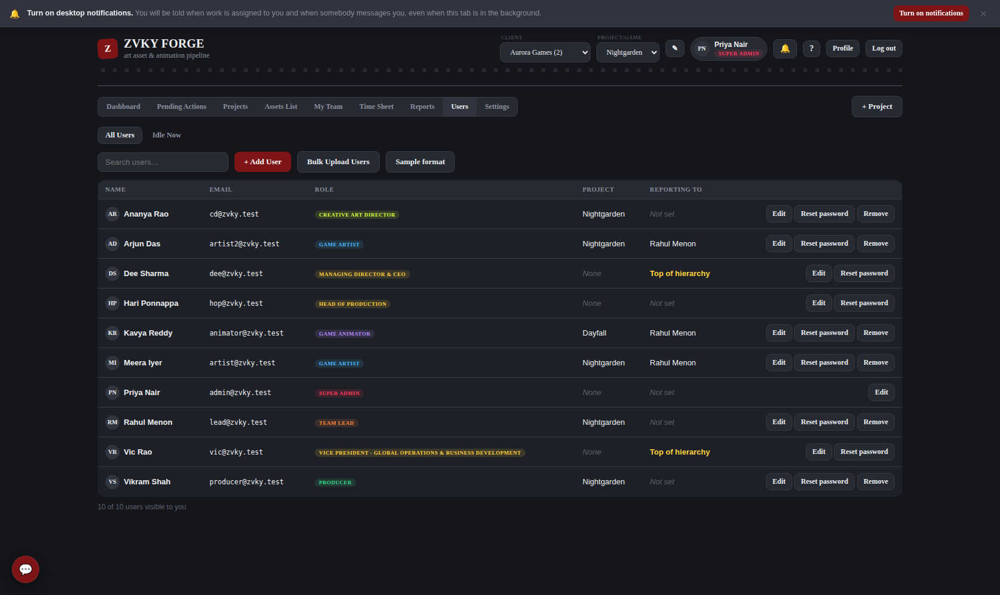 🔔 Turn on desktop notifications. You will be told when work is assigned to you and when somebody messages you, even when this tab is in the background. Turn on notifications ✕
Z ZVKY FORGE
art asset & animation pipeline
CLIENT PROJECT/GAME
Aurora Games (2) Nightgarden ✎ PN Priya Nair SUPER ADMIN 🔔 ? Profile Log out
Dashboard Pending Actions Projects Assets List My Team Time Sheet Reports Users Settings + Project
All Users Idle Now
Search users… + Add User Bulk Upload Users Sample format
NAME EMAIL ROLE PROJECT REPORTING TO
AR Ananya Rao cd@zvky.test CREATIVE ART DIRECTOR Nightgarden Not set Edit Reset password Remove
AD Arjun Das artist2@zvky.test GAME ARTIST Nightgarden Rahul Menon Edit Reset password Remove
DS Dee Sharma dee@zvky.test MANAGING DIRECTOR & CEO None Top of hierarchy Edit Reset password
HP Hari Ponnappa hop@zvky.test HEAD OF PRODUCTION None Not set Edit Reset password
KR Kavya Reddy animator@zvky.test GAME ANIMATOR Dayfall Rahul Menon Edit Reset password Remove
MI Meera Iyer artist@zvky.test GAME ARTIST Nightgarden Rahul Menon Edit Reset password Remove
PN Priya Nair admin@zvky.test SUPER ADMIN None Not set Edit
RM Rahul Menon lead@zvky.test TEAM LEAD Nightgarden Not set Edit Reset password Remove
VR Vic Rao vic@zvky.test VICE PRESIDENT - GLOBAL OPERATIONS & BUSINESS DEVELOPMENT None Top of hierarchy Edit Reset password
VS Vikram Shah producer@zvky.test PRODUCER Nightgarden Not set Edit Reset password Remove
10 of 10 users visible to you